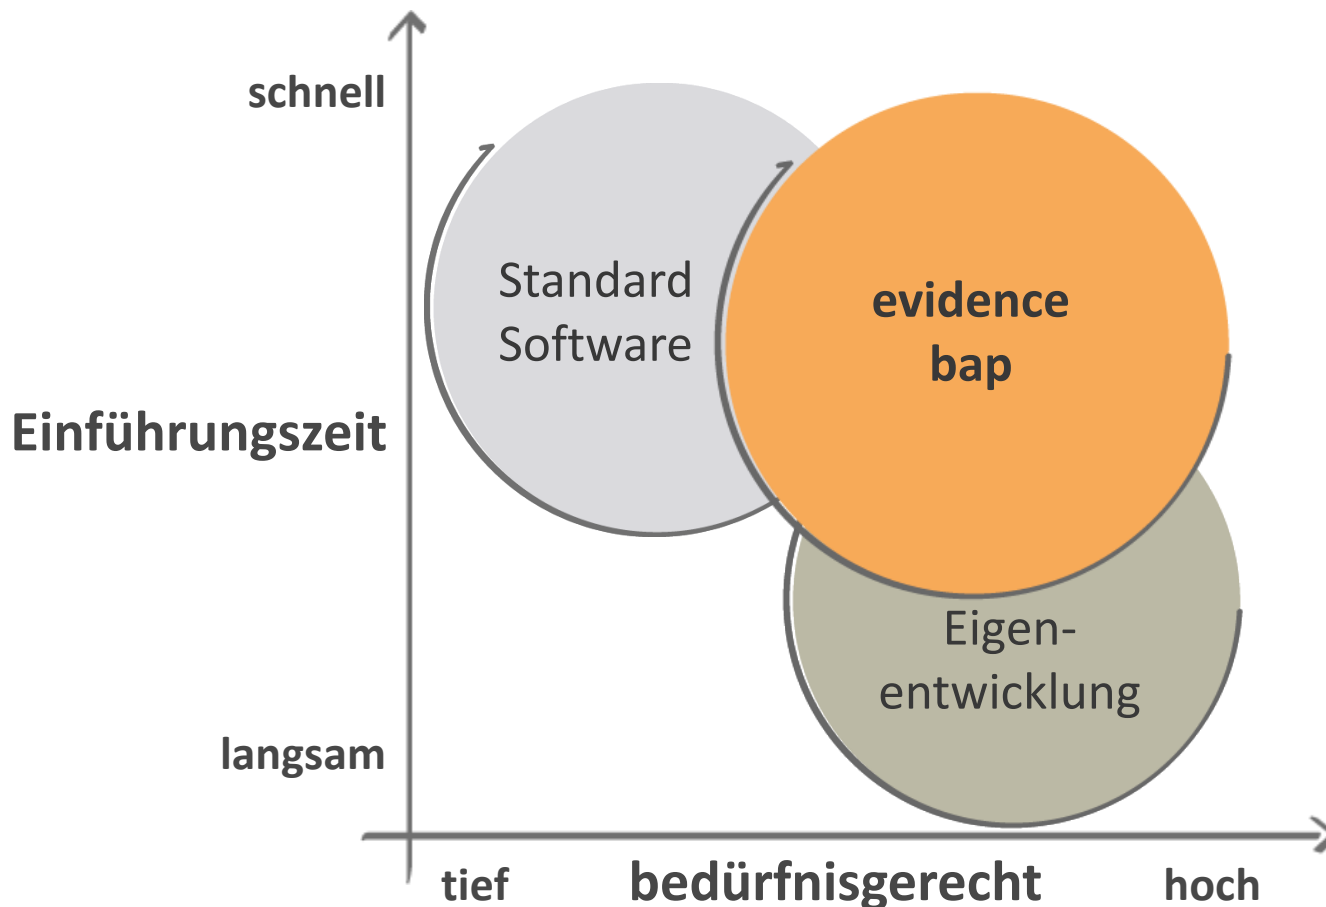 schnell
Standard
Software
evidence
bap
Einführungszeit
Eigen-
entwicklung
langsam
tief
bedürfnisgerecht
hoch